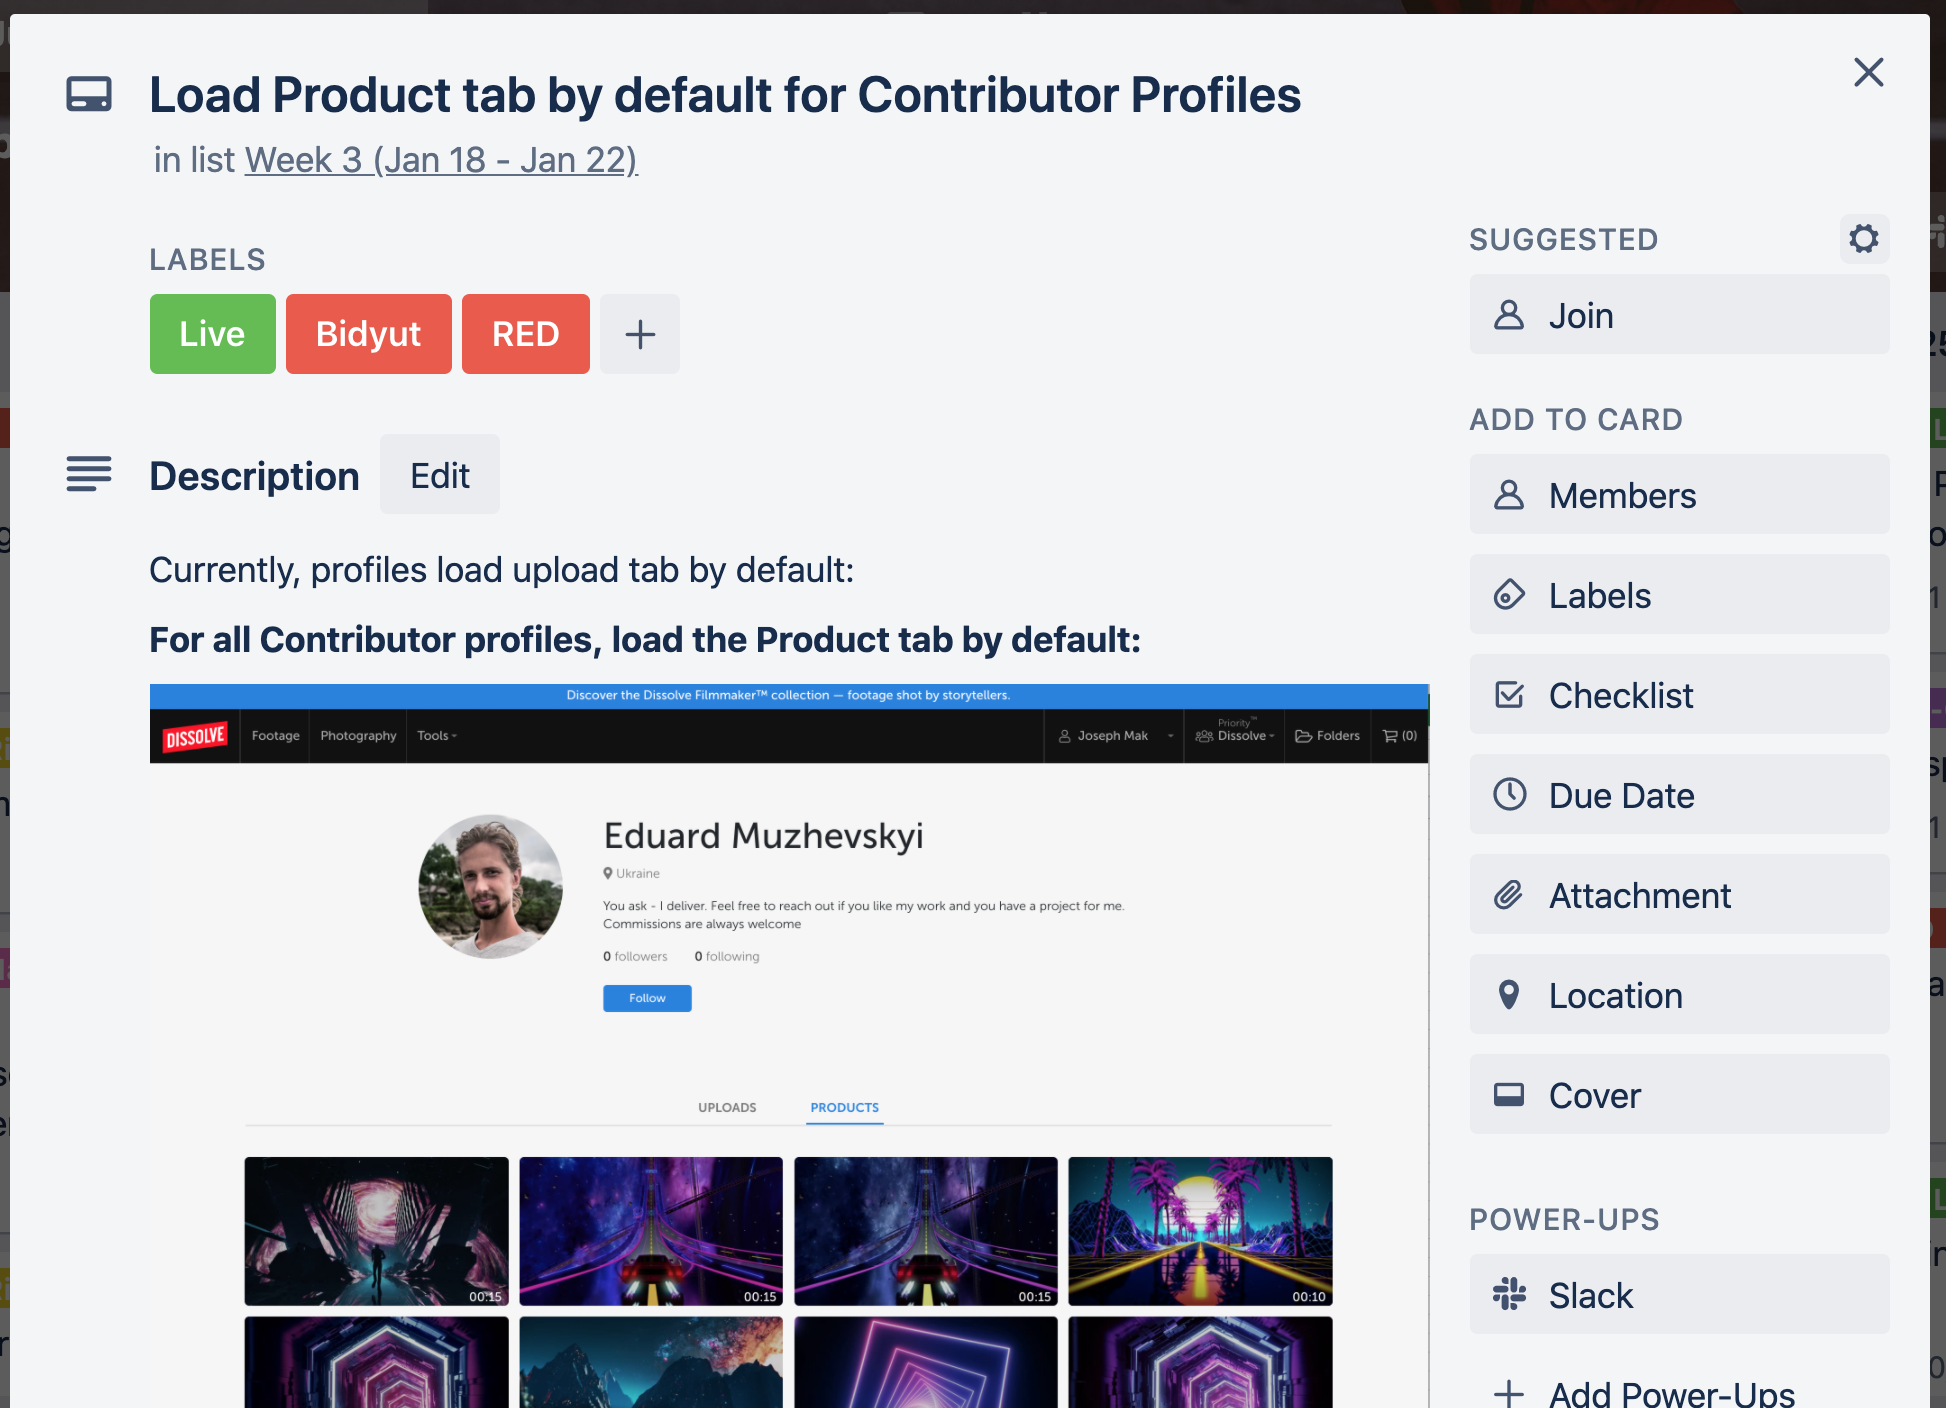 Load Product tab by default for Contributor Profiles
in list Week 3 (Jan 18 - Jan 22)
LABELS
Live
Bidyut
RED
Description
Edit
Currently, profiles load upload tab by default:
For all Contributor profiles, load the Product tab by default:
Discover the Dissolve Filmmaker™ collection — footage shot by storytellers.
DISSOLVE
Footage
Photography
Tools
Joseph Mak
Priority™
Dissolve
Folders
(0)
Eduard Muzhevskyi
Ukraine
You ask - I deliver. Feel free to reach out if you like my work and you have a project for me.
Commissions are always welcome
0 followers
0 following
Follow
UPLOADS
PRODUCTS
00:15
00:15
00:15
00:10
SUGGESTED
Join
ADD TO CARD
Members
Labels
Checklist
Due Date
Attachment
Location
Cover
POWER-UPS
Slack
Add Power-Ups